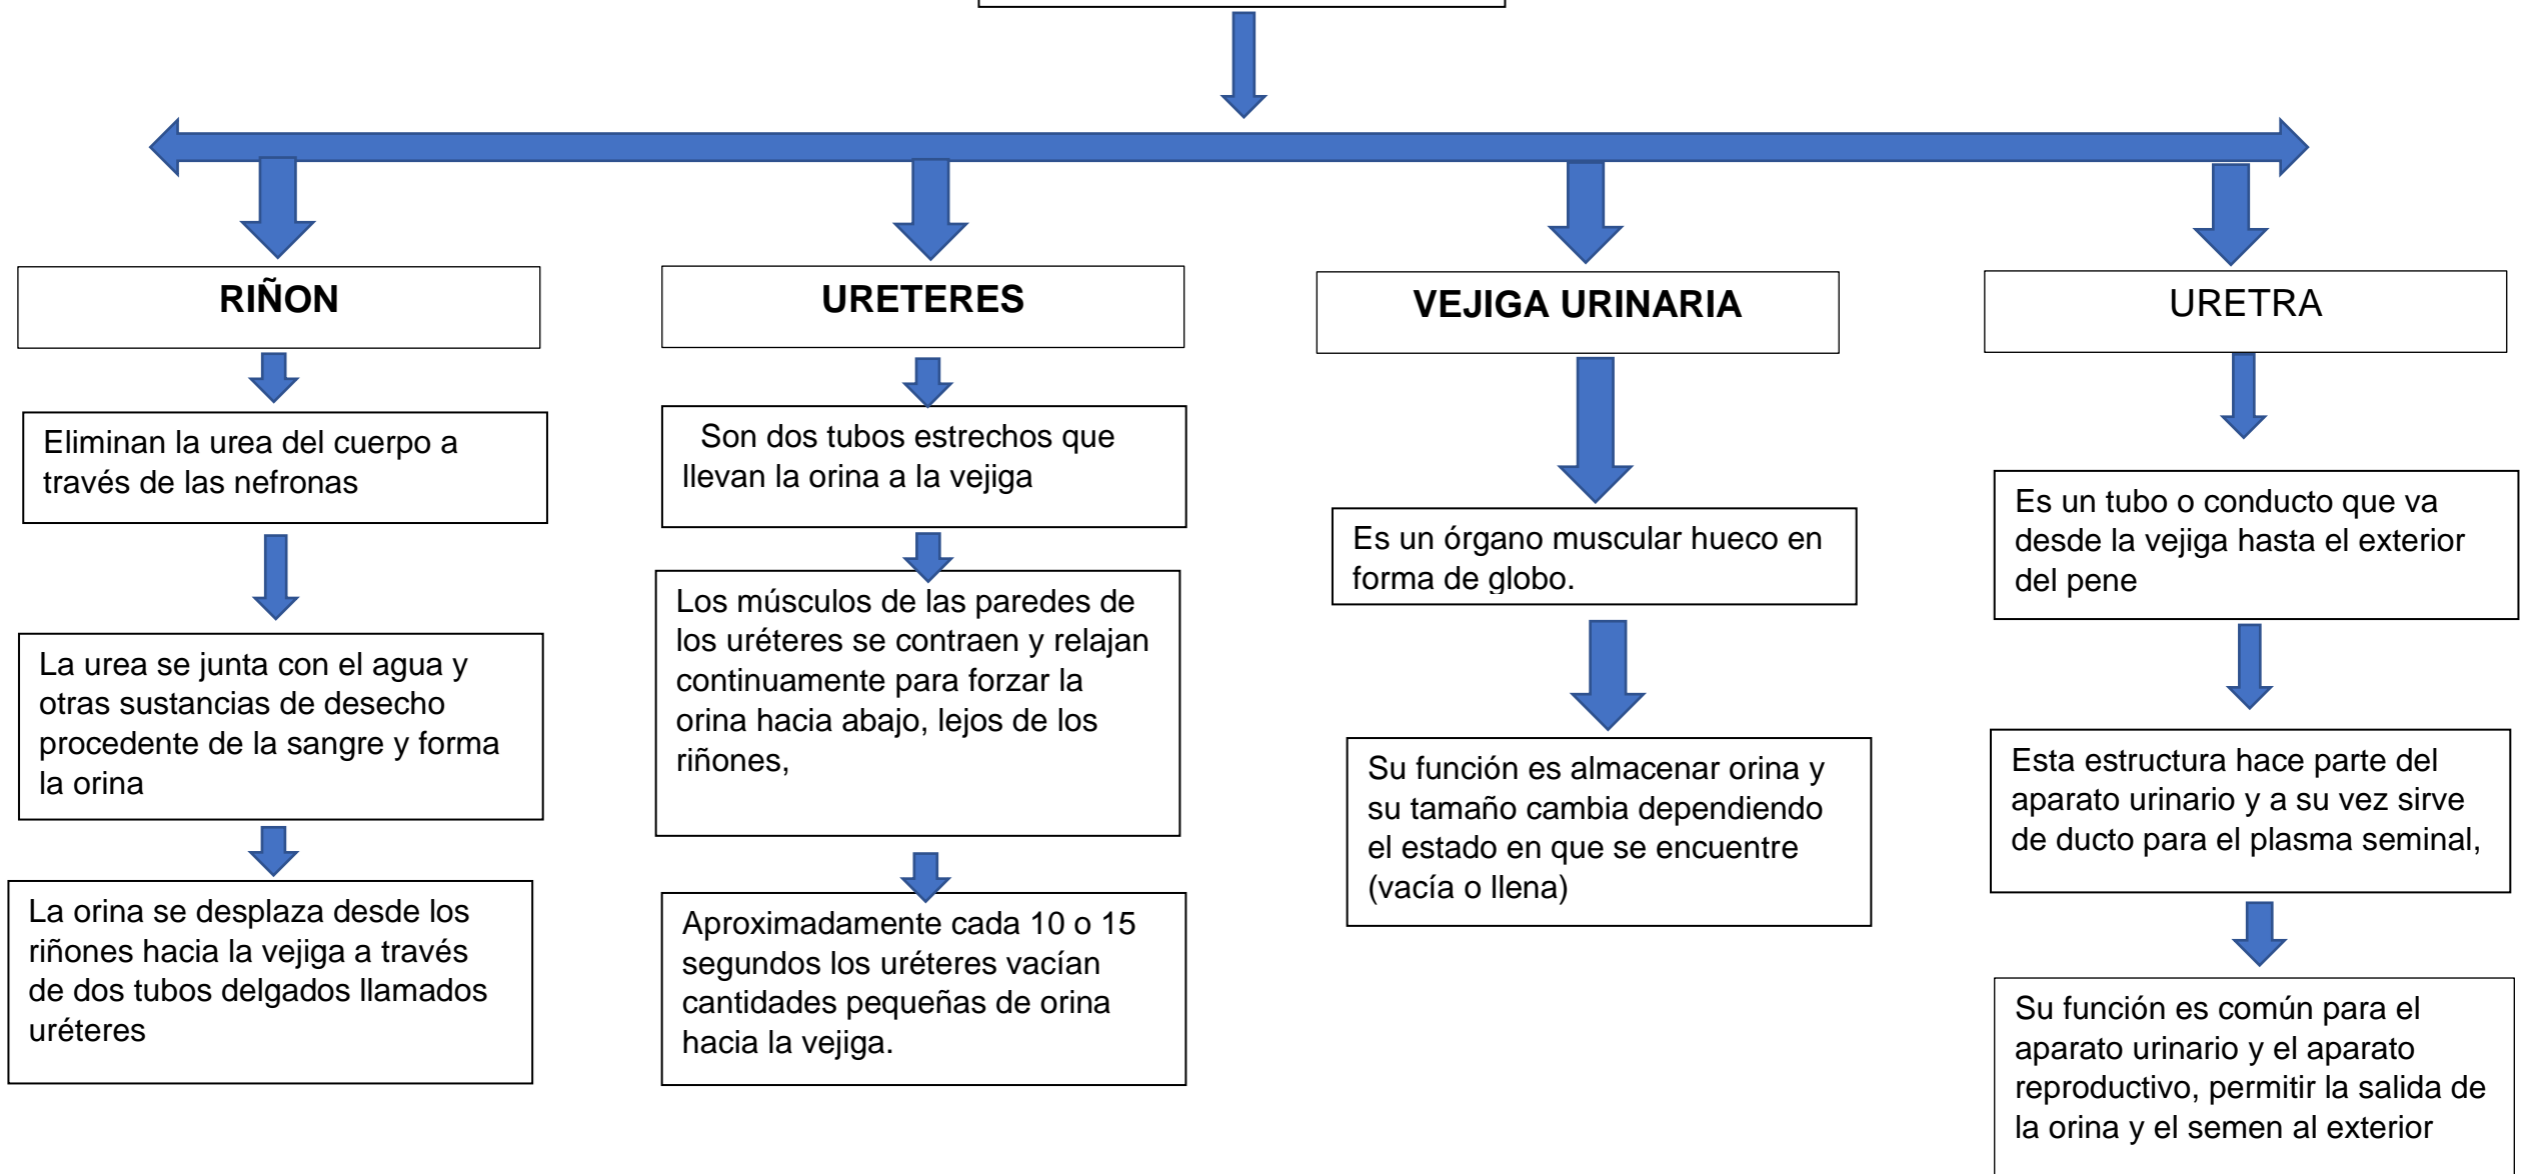 RIÑON
Eliminan la urea del cuerpo a
través de las nefronas
La urea se junta con el agua y
otras sustancias de desecho
procedente de la sangre y forma
la orina
La orina se desplaza desde los
riñones hacia la vejiga a través
de dos tubos delgados llamados
uréteres
URETERES
Son dos tubos estrechos que
llevan la orina a la vejiga
Los músculos de las paredes de
los uréteres se contraen y relajan
continuamente para forzar la
orina hacia abajo, lejos de los
riñones,
Aproximadamente cada 10 o 15
segundos los uréteres vacían
cantidades pequeñas de orina
hacia la vejiga.
VEJIGA URINARIA
Es un órgano muscular hueco en
forma de globo.
Su función es almacenar orina y
su tamaño cambia dependiendo
el estado en que se encuentre
(vacía o llena)
URETRA
Es un tubo o conducto que va
desde la vejiga hasta el exterior
del pene
Esta estructura hace parte del
aparato urinario y a su vez sirve
de ducto para el plasma seminal,
Su función es común para el
aparato urinario y el aparato
reproductivo, permitir la salida de
la orina y el semen al exterior